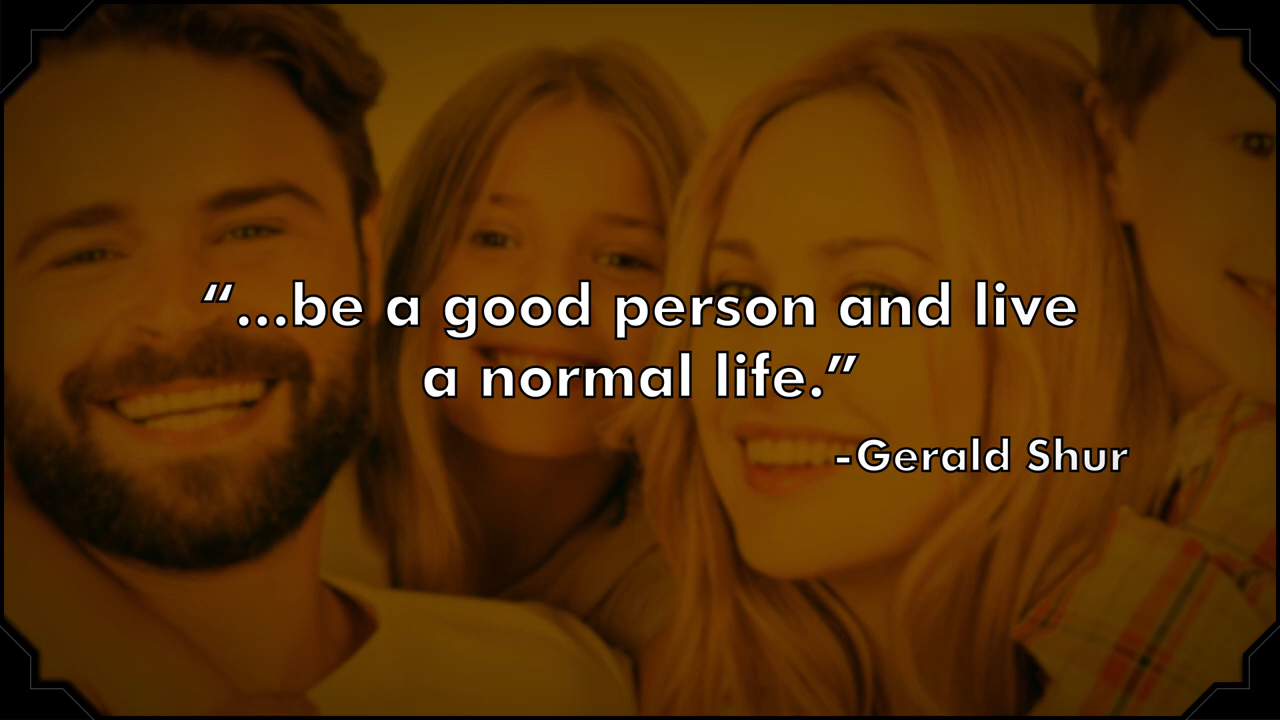 “...be a good person and live
a normal life.”
-Gerald Shur